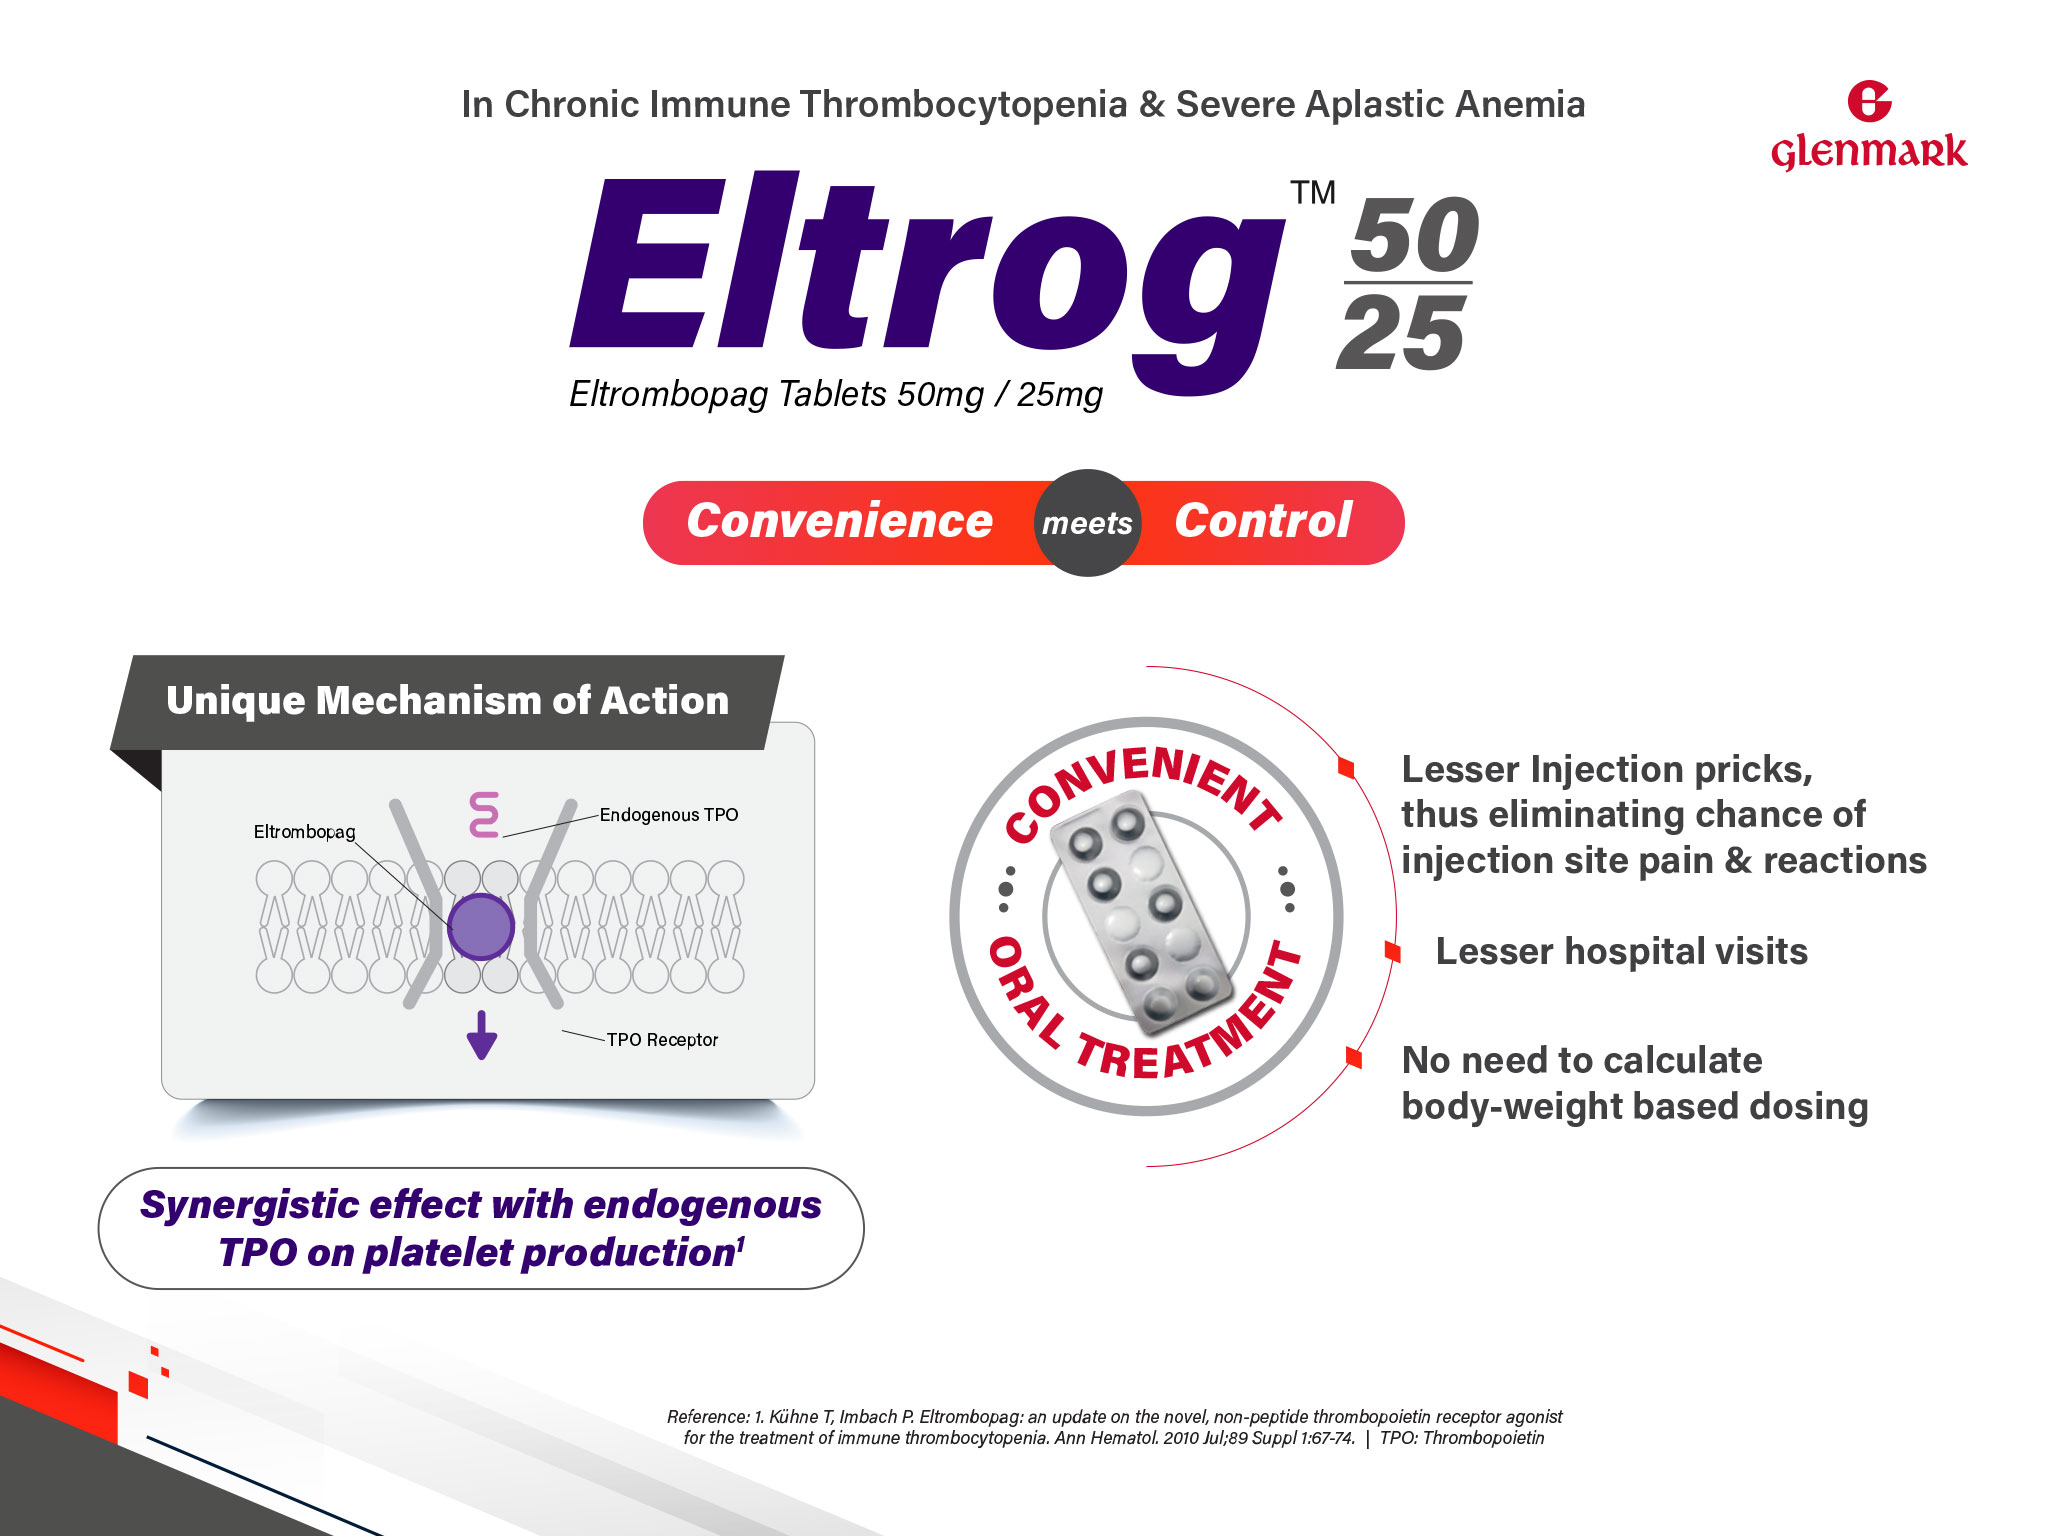 In Chronic Immune Thrombocytopenia & Severe Aplastic Anemia
glenmark
Eltrog™ 50
25
Eltrombopag Tablets 50mg / 25mg
Convenience meets Control
Unique Mechanism of Action
Endogenous TPO
Eltrombopag
TPO Receptor
Synergistic effect with endogenous
TPO on platelet production¹
CONVENIENT
ORAL TREATMENT
Lesser Injection pricks,
thus eliminating chance of
injection site pain & reactions
Lesser hospital visits
No need to calculate
body-weight based dosing
Reference: 1. Kühne T, Imbach P. Eltrombopag: an update on the novel, non-peptide thrombopoietin receptor agonist
for the treatment of immune thrombocytopenia. Ann Hematol. 2010 Jul;89 Suppl 1:67-74. | TPO: Thrombopoietin